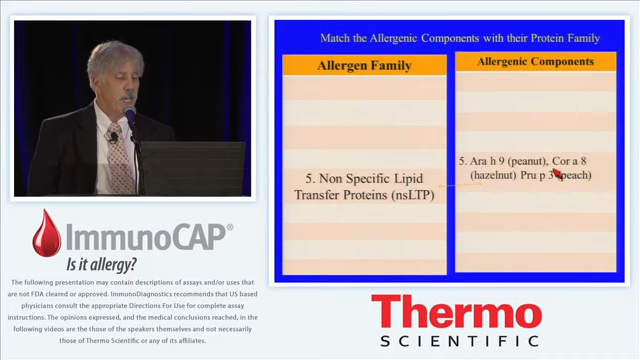 Match the Allergenic Components with their Protein Family
Allergen Family
Allergenic Components
5. Non Specific Lipid
Transfer Proteins (nsLTP)
5. Ara h 9 (peanut), Cor a 8
(hazelnut) Pru p 3 (peach)
ImmunoCAP®
Is it allergy?
The following presentation may contain descriptions of assays and/or uses that
are not FDA cleared or approved. ImmunoDiagnostics recommends that US based
physicians consult the appropriate Directions For Use for complete assay
instructions. The opinions expressed, and the medical conclusions reached, in
the following videos are those of the speakers themselves and not necessarily
those of Thermo Scientific or any of its affiliates.
Thermo
SCIENTIFIC